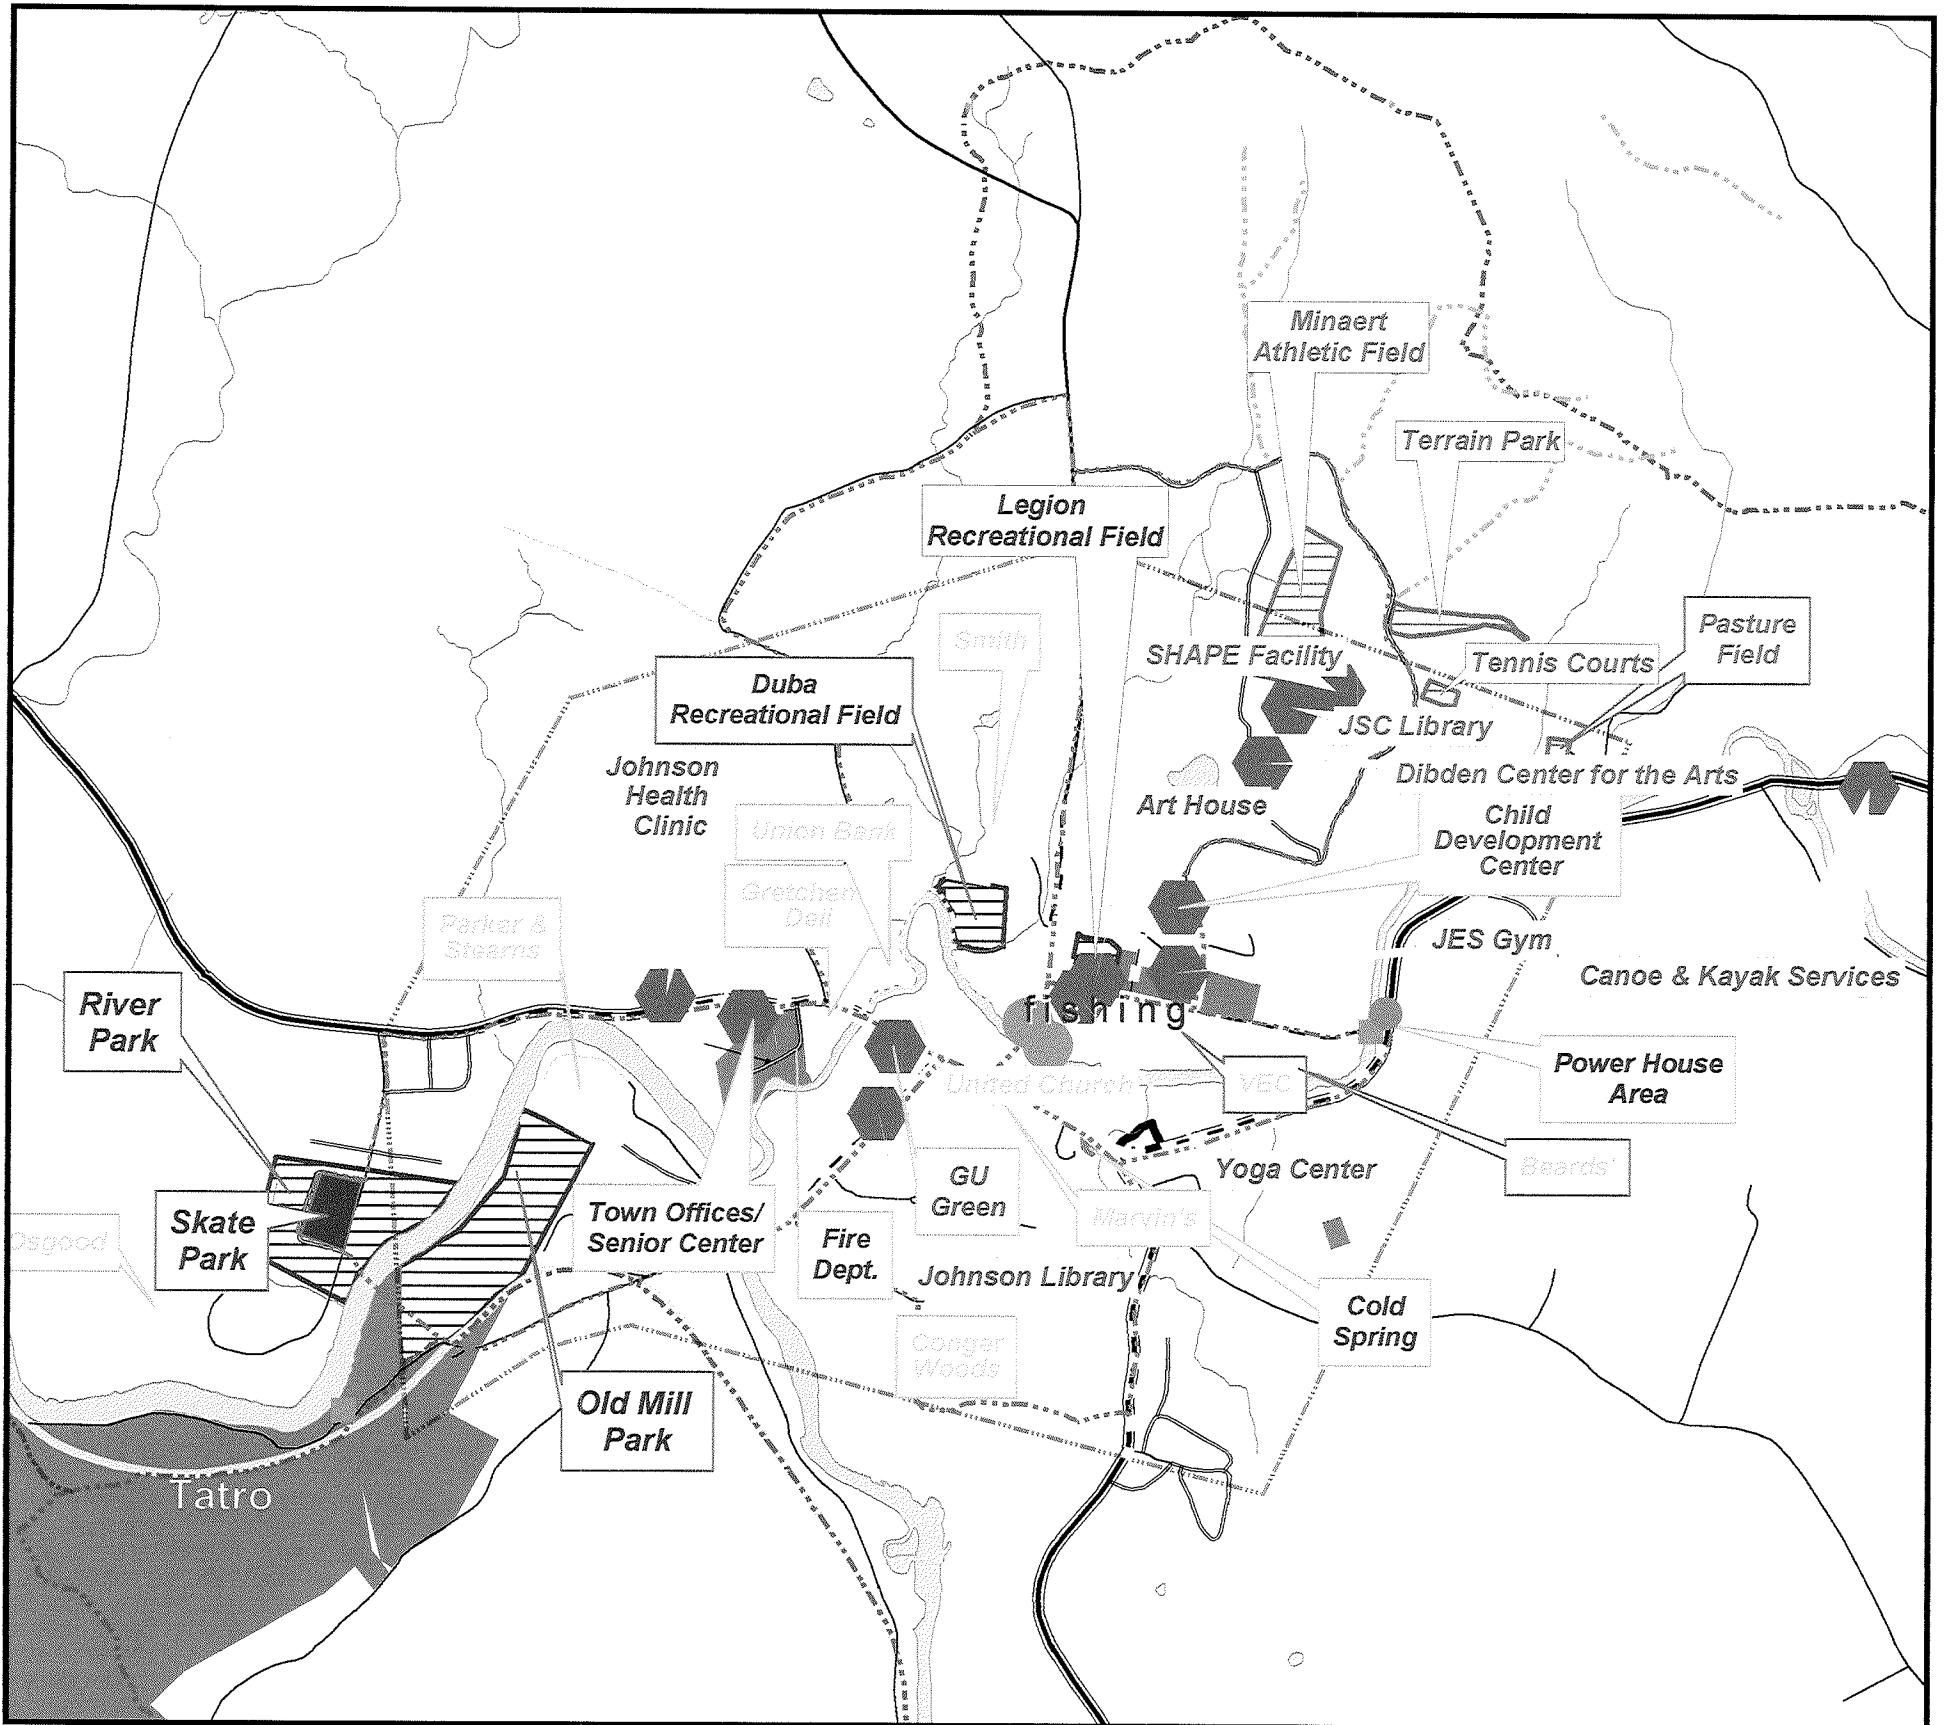 Minaert
Athletic Field
Terrain Park
Legion
Recreational Field
Pasture
Field
Smith
SHAPE Facility
Tennis Courts
Duba
Recreational Field
JSC Library
Johnson
Health
Clinic
Dibden Center for the Arts
Art House
Union Bank
Child
Development
Center
Gretchen
Deli
Parker &
Stearns
JES Gym
Canoe & Kayak Services
River
Park
fishing
Power House
Area
United Church
VEC
Beards'
Yoga Center
GU
Green
Marvin's
Skate
Park
Osgood
Town Offices/
Senior Center
Fire
Dept.
Johnson Library
Cold
Spring
Conger
Woods
Old Mill
Park
Tatro